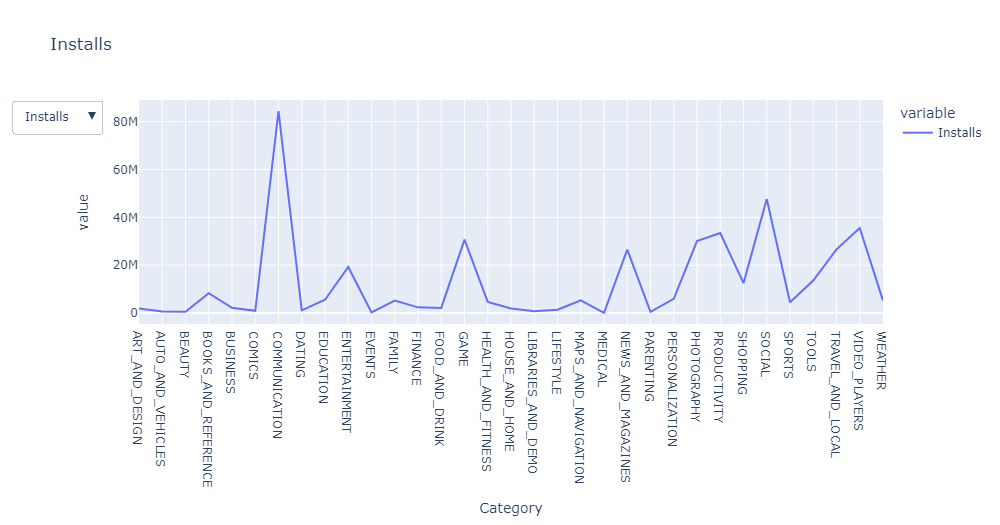 Installs
Installs ▼
variable
Installs
value
80M
60M
40M
20M
0
ART_AND_DESIGN
AUTO_AND_VEHICLES
BEAUTY
BOOKS_AND_REFERENCE
BUSINESS
COMICS
COMMUNICATION
DATING
EDUCATION
ENTERTAINMENT
EVENTS
FAMILY
FINANCE
FOOD_AND_DRINK
GAME
HEALTH_AND_FITNESS
HOUSE_AND_HOME
LIBRARIES_AND_DEMO
LIFESTYLE
MAPS_AND_NAVIGATION
MEDICAL
NEWS_AND_MAGAZINES
PARENTING
PERSONALIZATION
PHOTOGRAPHY
PRODUCTIVITY
SHOPPING
SOCIAL
SPORTS
TOOLS
TRAVEL_AND_LOCAL
VIDEO_PLAYERS
WEATHER
Category